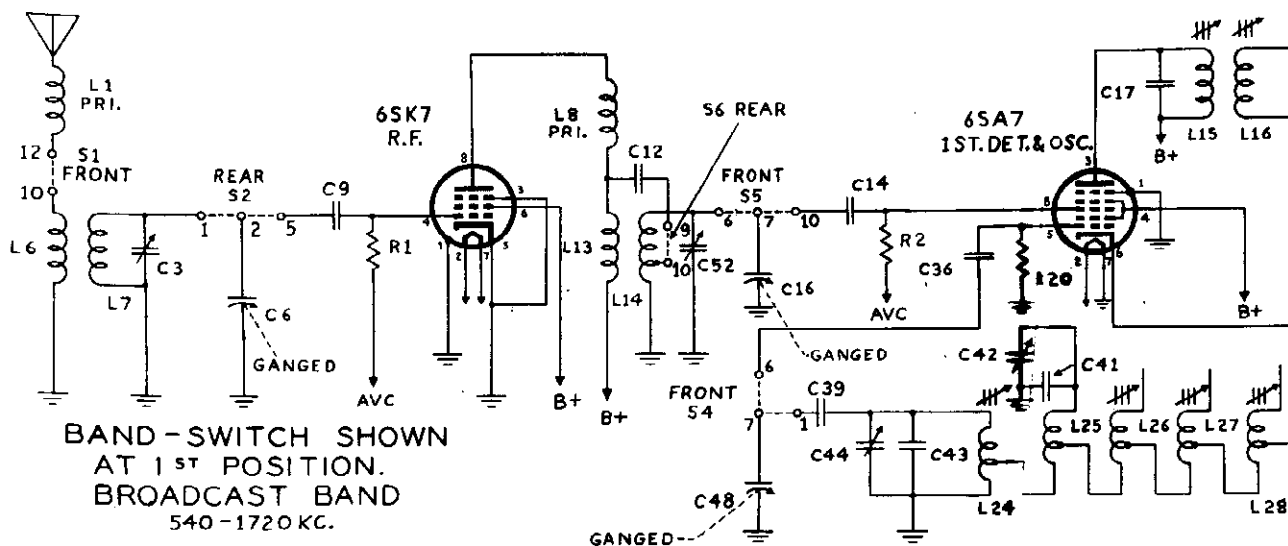 L1
PRI.
12
S1
FRONT
10
L6
L7
C3
REAR
S2
1
2
5
C6
GANGED
C9
R1
AVC
6SK7
R.F.
8
3
6
4
1
2
7
5
B+
L8
PRI.
S6 REAR
C12
L13
B+
L14
9
10
C52
FRONT
S5
6
7
10
C16
GANGED
C14
R2
AVC
C36
6SA7
1ST. DET. & OSC.
3
1
8
4
5
2
7
6
C17
B+
L15
L16
B+
C42
C41
FRONT
S4
6
7
1
C39
C44
C43
C48
GANGED
L24
L25
L26
L27
L28
BAND-SWITCH SHOWN
AT 1ST POSITION.
BROADCAST BAND
540-1720KC.